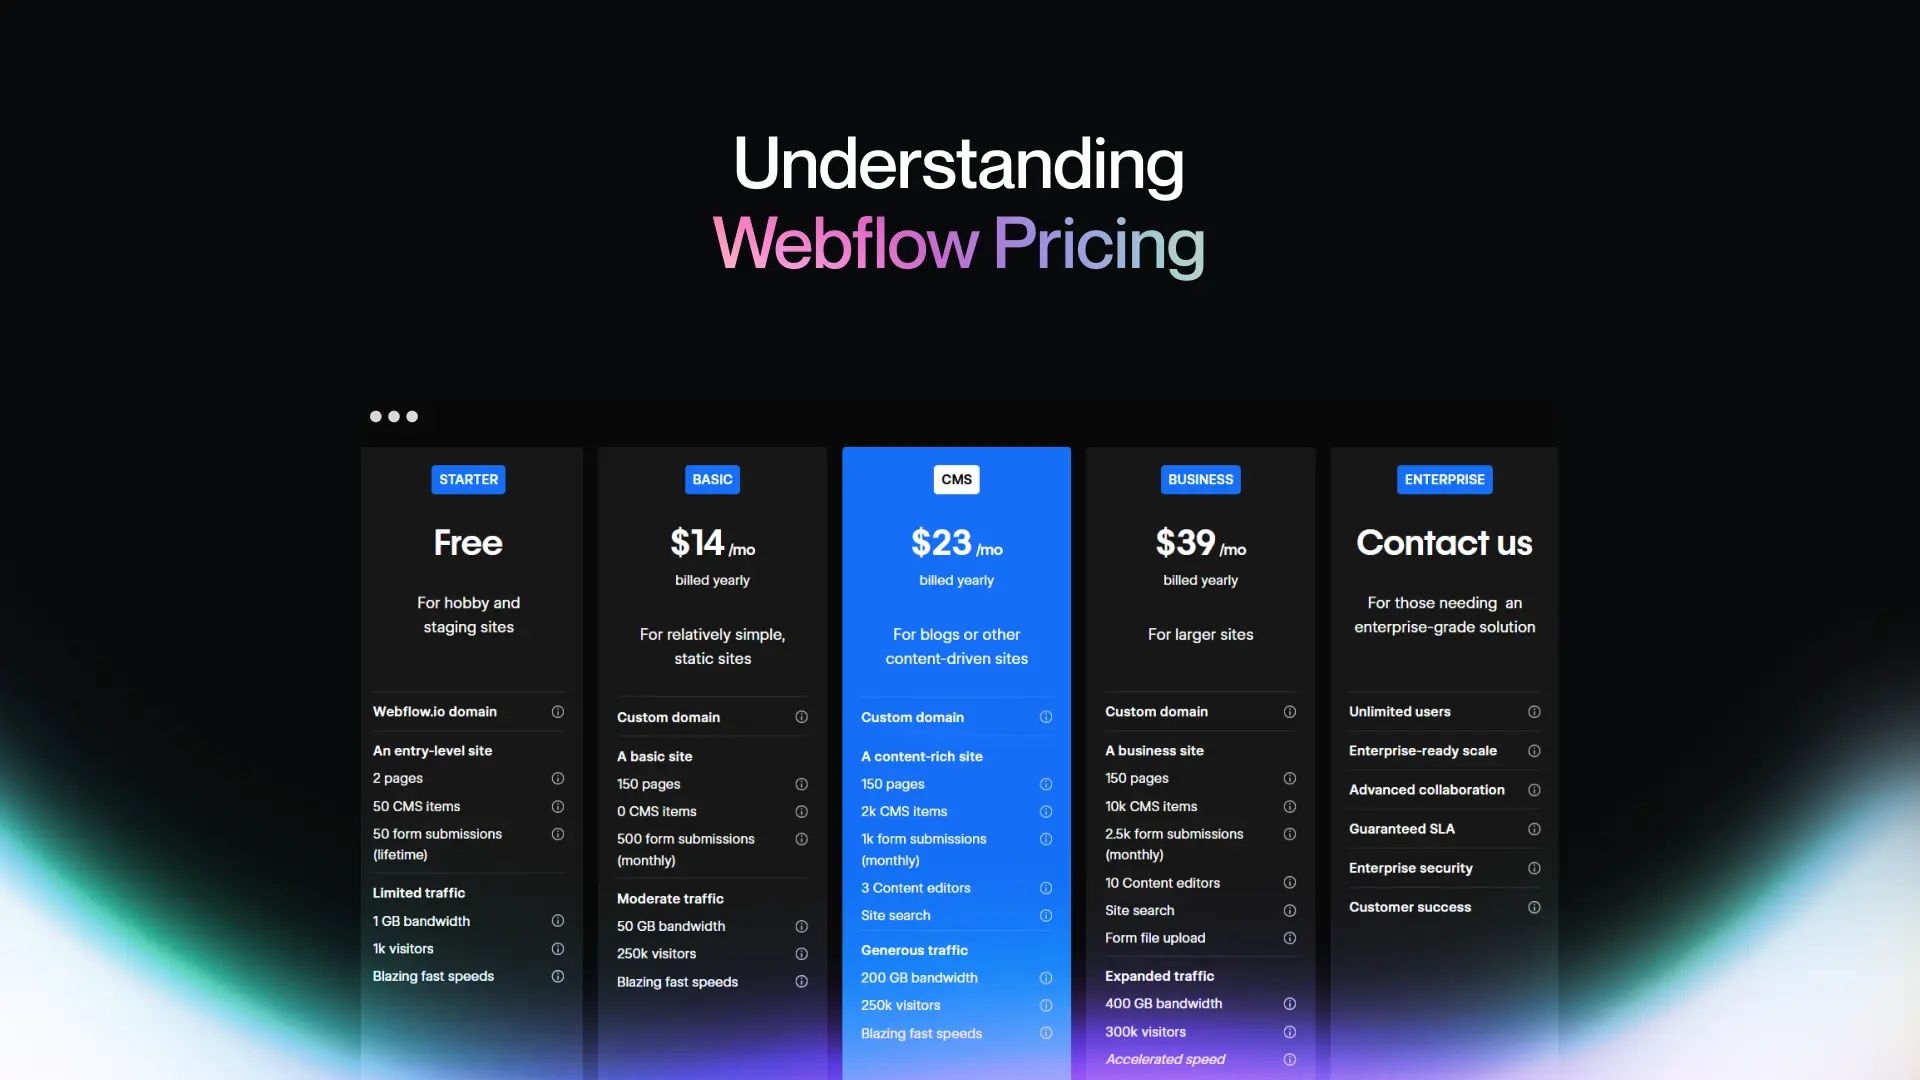 Understanding
Webflow Pricing
STARTER
Free
For hobby and
staging sites
Webflow.io domain
An entry-level site
2 pages
50 CMS items
50 form submissions
(lifetime)
Limited traffic
1 GB bandwidth
1k visitors
Blazing fast speeds
BASIC
$14 /mo
billed yearly
For relatively simple,
static sites
Custom domain
A basic site
150 pages
0 CMS items
500 form submissions
(monthly)
Moderate traffic
50 GB bandwidth
250k visitors
Blazing fast speeds
CMS
$23 /mo
billed yearly
For blogs or other
content-driven sites
Custom domain
A content-rich site
150 pages
2k CMS items
1k form submissions
(monthly)
3 Content editors
Site search
Generous traffic
200 GB bandwidth
250k visitors
Blazing fast speeds
BUSINESS
$39 /mo
billed yearly
For larger sites
Custom domain
A business site
150 pages
10k CMS items
2.5k form submissions
(monthly)
10 Content editors
Site search
Form file upload
Expanded traffic
400 GB bandwidth
300k visitors
Accelerated speed
ENTERPRISE
Contact us
For those needing an
enterprise-grade solution
Unlimited users
Enterprise-ready scale
Advanced collaboration
Guaranteed SLA
Enterprise security
Customer success